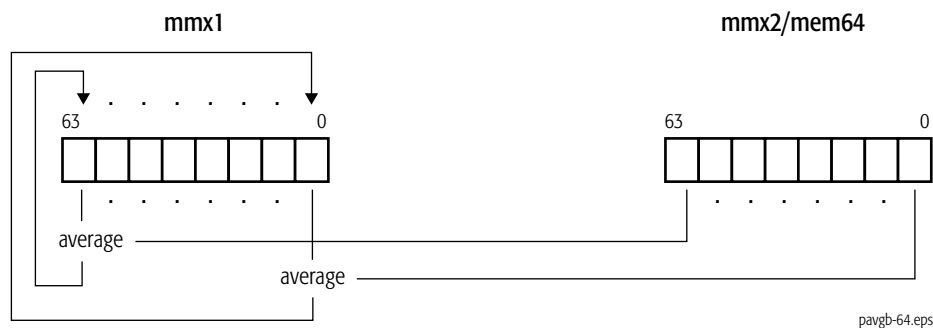 mmx1 mmx2/mem64
. . . . . .
63 0 63 0
. . . . . . . . . . . .
average
average
pavgb-64.eps